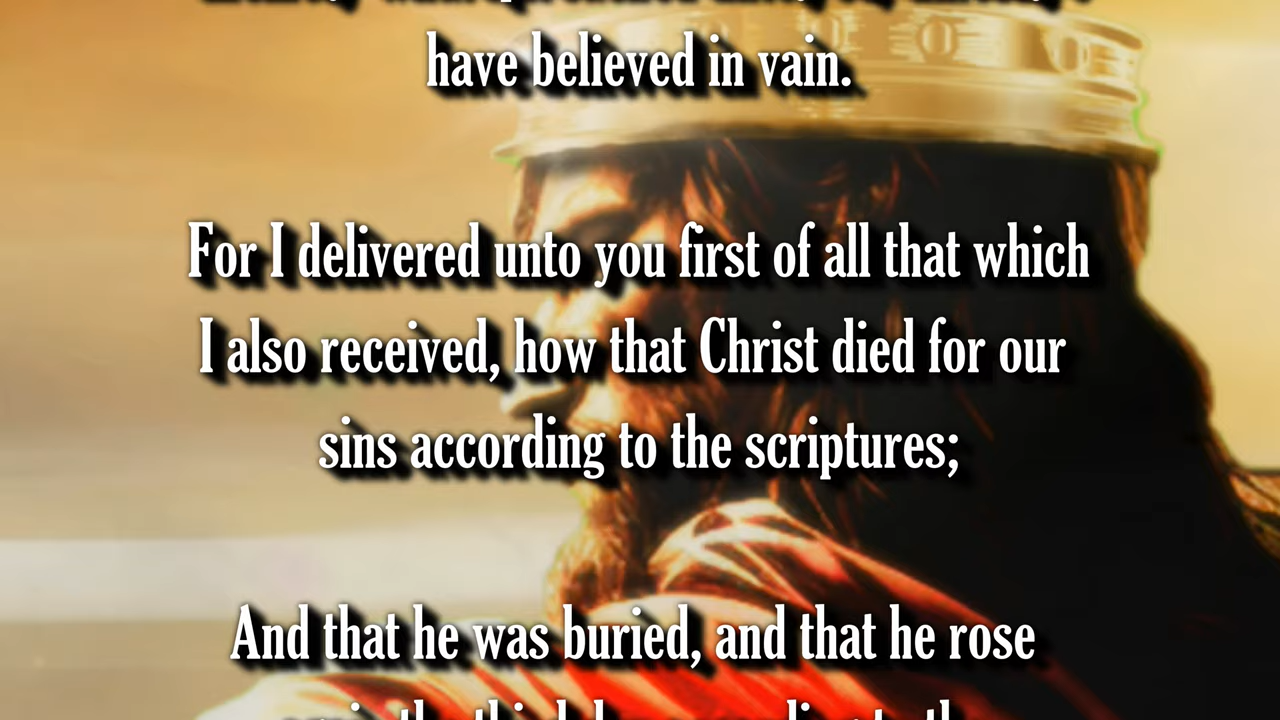 have believed in vain.
For I delivered unto you first of all that which
I also received, how that Christ died for our
sins according to the scriptures;
And that he was buried, and that he rose